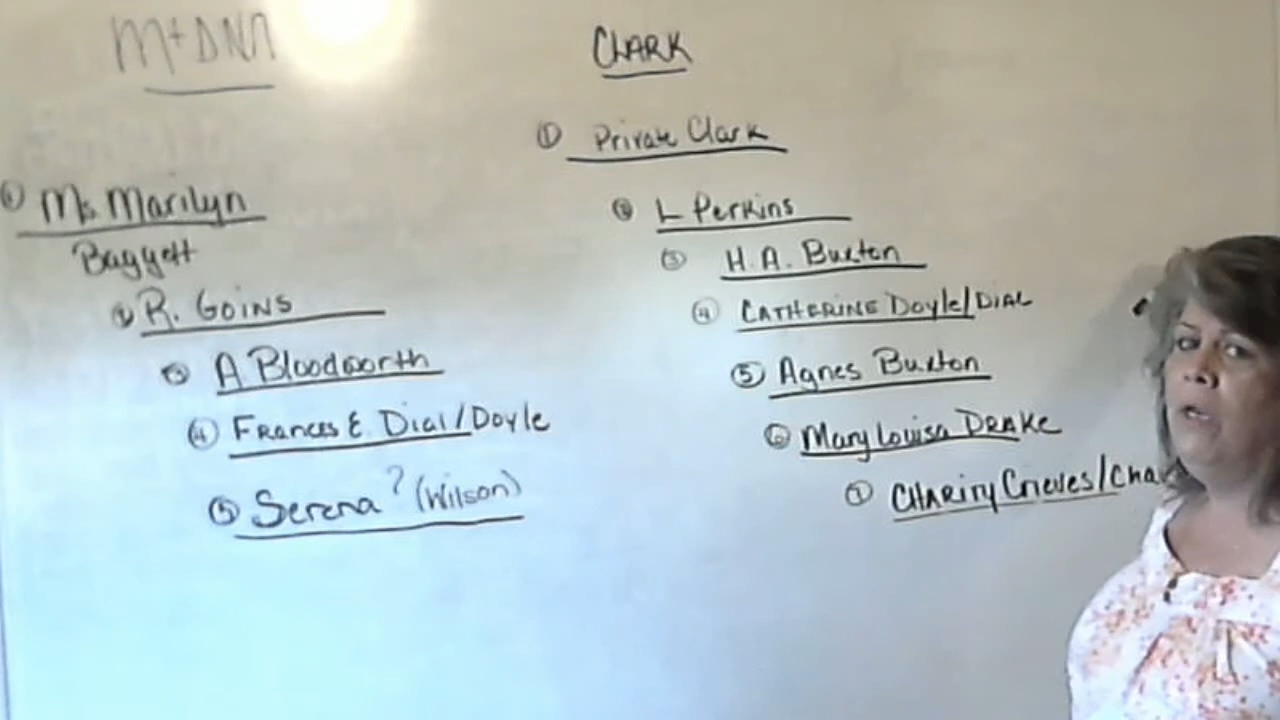 MtDNA
① Ms. Marilyn
Baggett
② R. GOINS
③ A Bloodworth
④ FRANCES E. Dial/Doyle
⑤ Serena? (Wilson)
CLARK
① Private Clark
② L Perkins
③ H. A. Buxton
④ CATHERINE Doyle/DIAL
⑤ Agnes Buxton
⑥ Mary Louisa DRAKE
⑦ CHARITY Grieves/Cha